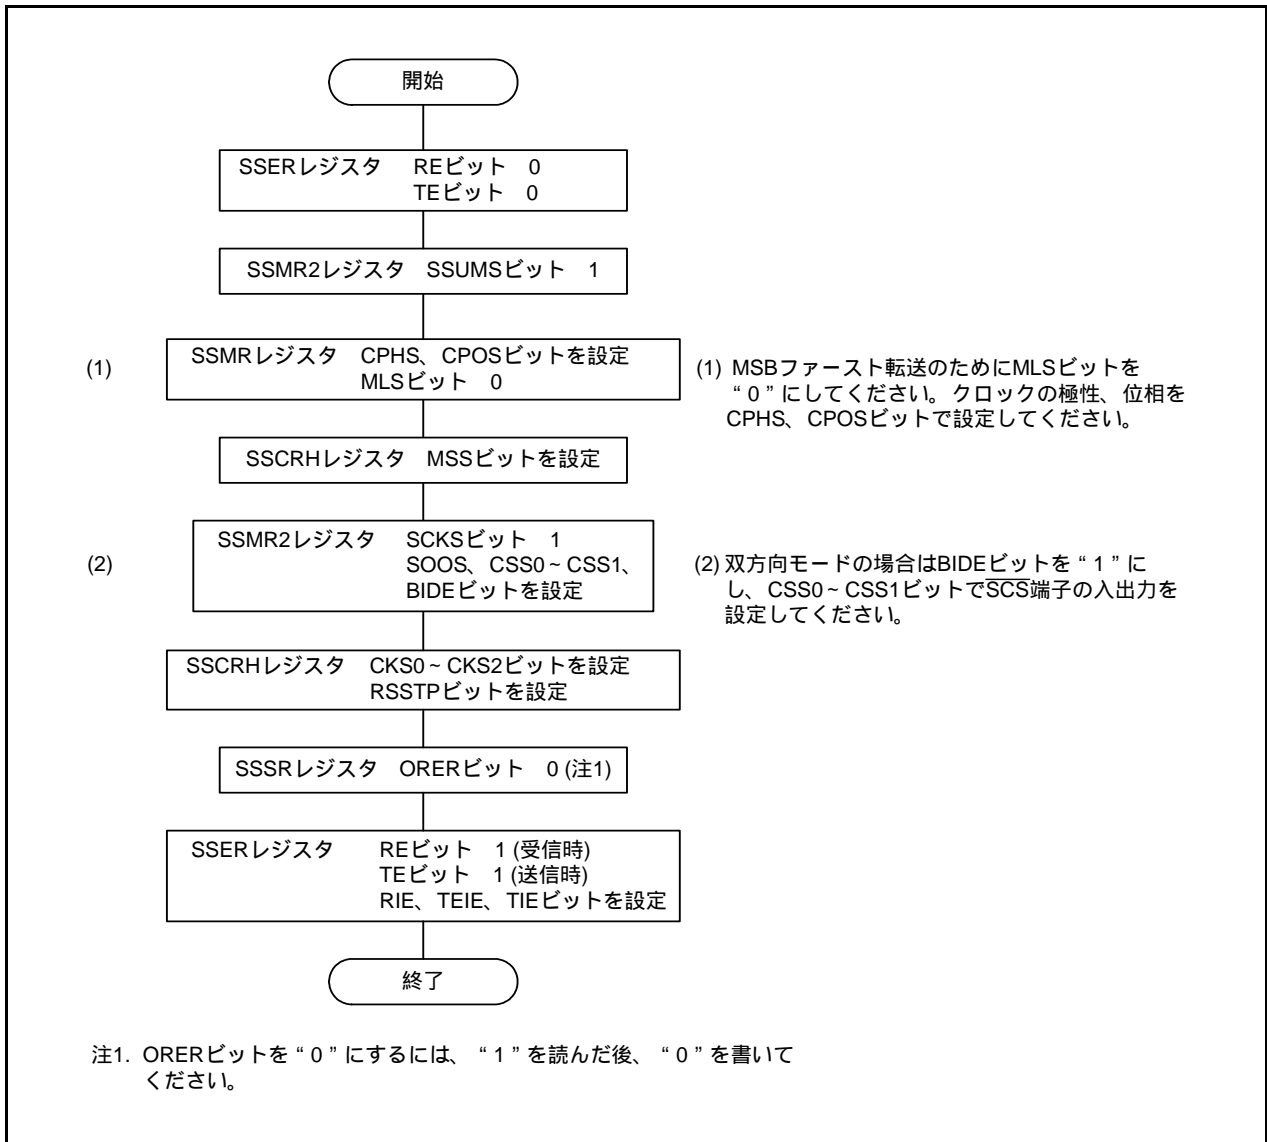 開始
SSERレジスタ REビット 0
TEビット 0
SSMR2レジスタ SSUMSビット 1
(1)
SSMRレジスタ CPHS、CPOSビットを設定
MLSビット 0
(1) MSBファースト転送のためにMLSビットを
“0”にしてください。クロックの極性、位相を
CPHS、CPOSビットで設定してください。
SSCRHレジスタ MSSビットを設定
(2)
SSMR2レジスタ SCKSビット 1
SOOS、CSS0~CSS1、
BIDEビットを設定
(2) 双方向モードの場合はBIDEビットを“1”に
し、CSS0~CSS1ビットでSCS端子の入出力を
設定してください。
SSCRHレジスタ CKS0~CKS2ビットを設定
RSSTPビットを設定
SSSRレジスタ ORERビット 0 (注1)
SSERレジスタ REビット 1 (受信時)
TEビット 1 (送信時)
RIE、TEIE、TIEビットを設定
終了
注1. ORERビットを“0”にするには、“1”を読んだ後、“0”を書いて
ください。